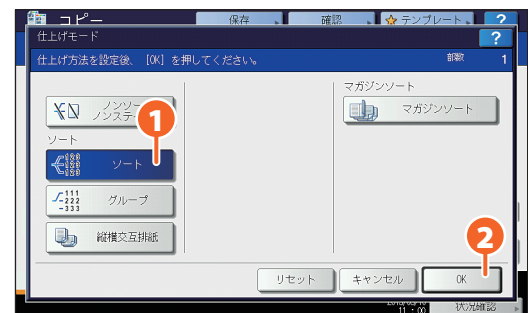 コピー 保存 確認 テンプレート ?
仕上げモード ?
仕上げ方法を設定後、[OK] を押してください。 部数 1
マガジンソート
ノンソート
マガジンソート
1
ソート
ソート
グループ
縦横交互排紙
2
リセット キャンセル OK
11:00 状況確認